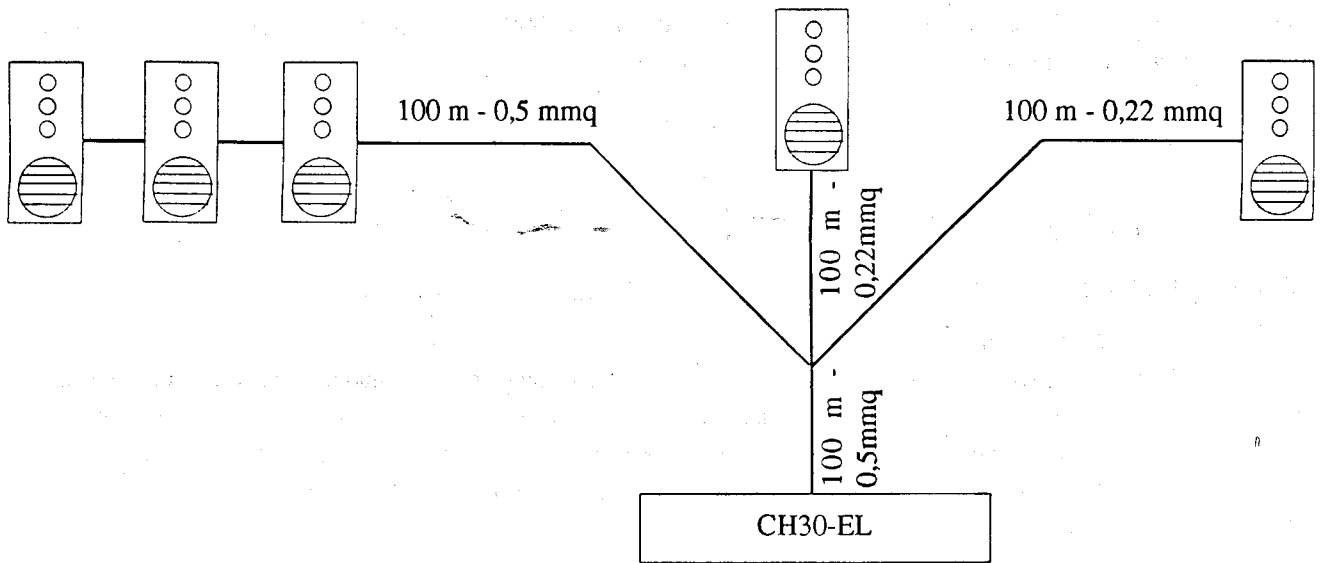 100 m - 0,5 mmq
100 m - 0,22 mmq
100 m -
0,22mmq
100 m -
0,5mmq
CH30-EL